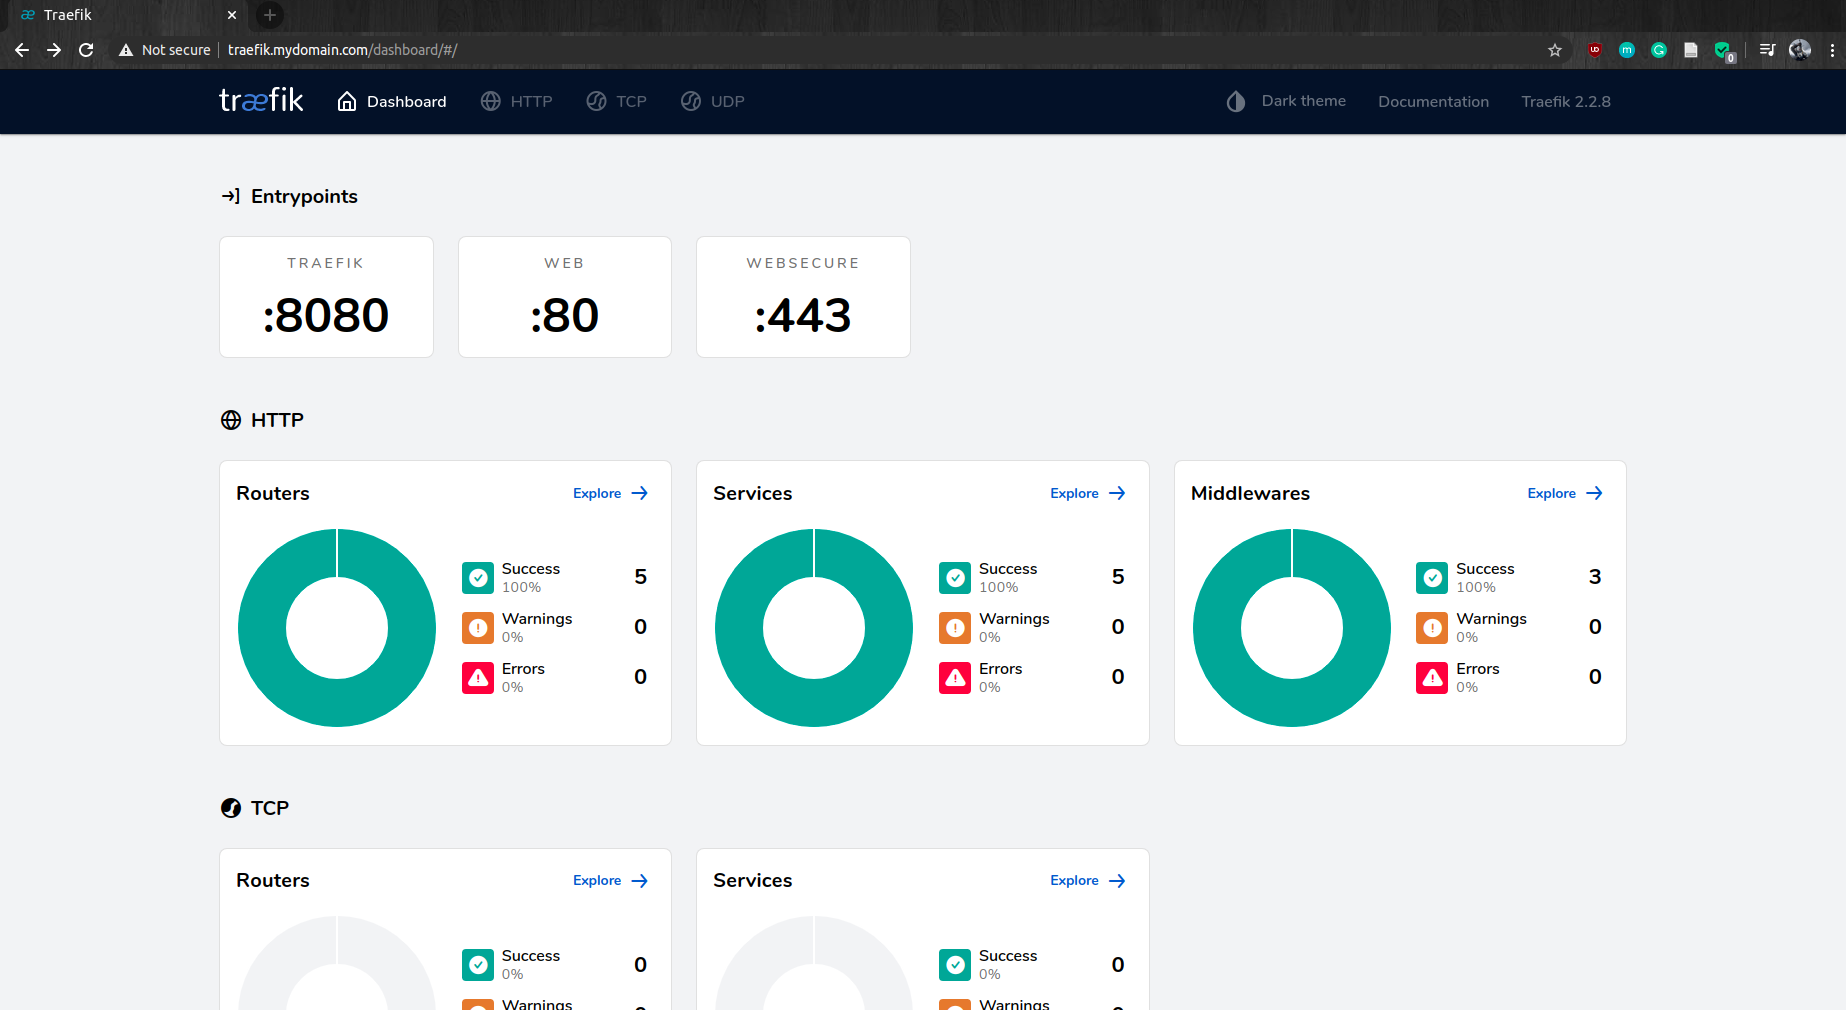 Traefik
Not secure traefik.mydomain.com/dashboard/#/
0
træfik Dashboard HTTP TCP UDP Dark theme Documentation Traefik 2.2.8
Entrypoints
TRAEFIK WEB WEBSECURE
:8080 :80 :443
HTTP
Routers Explore Services Explore Middlewares Explore
Success 5 Success 5 Success 3
100% 100% 100%
Warnings 0 Warnings 0 Warnings 0
0% 0% 0%
Errors 0 Errors 0 Errors 0
0% 0% 0%
TCP
Routers Explore Services Explore
Success 0 Success 0
0% 0%
Warnings Warnings